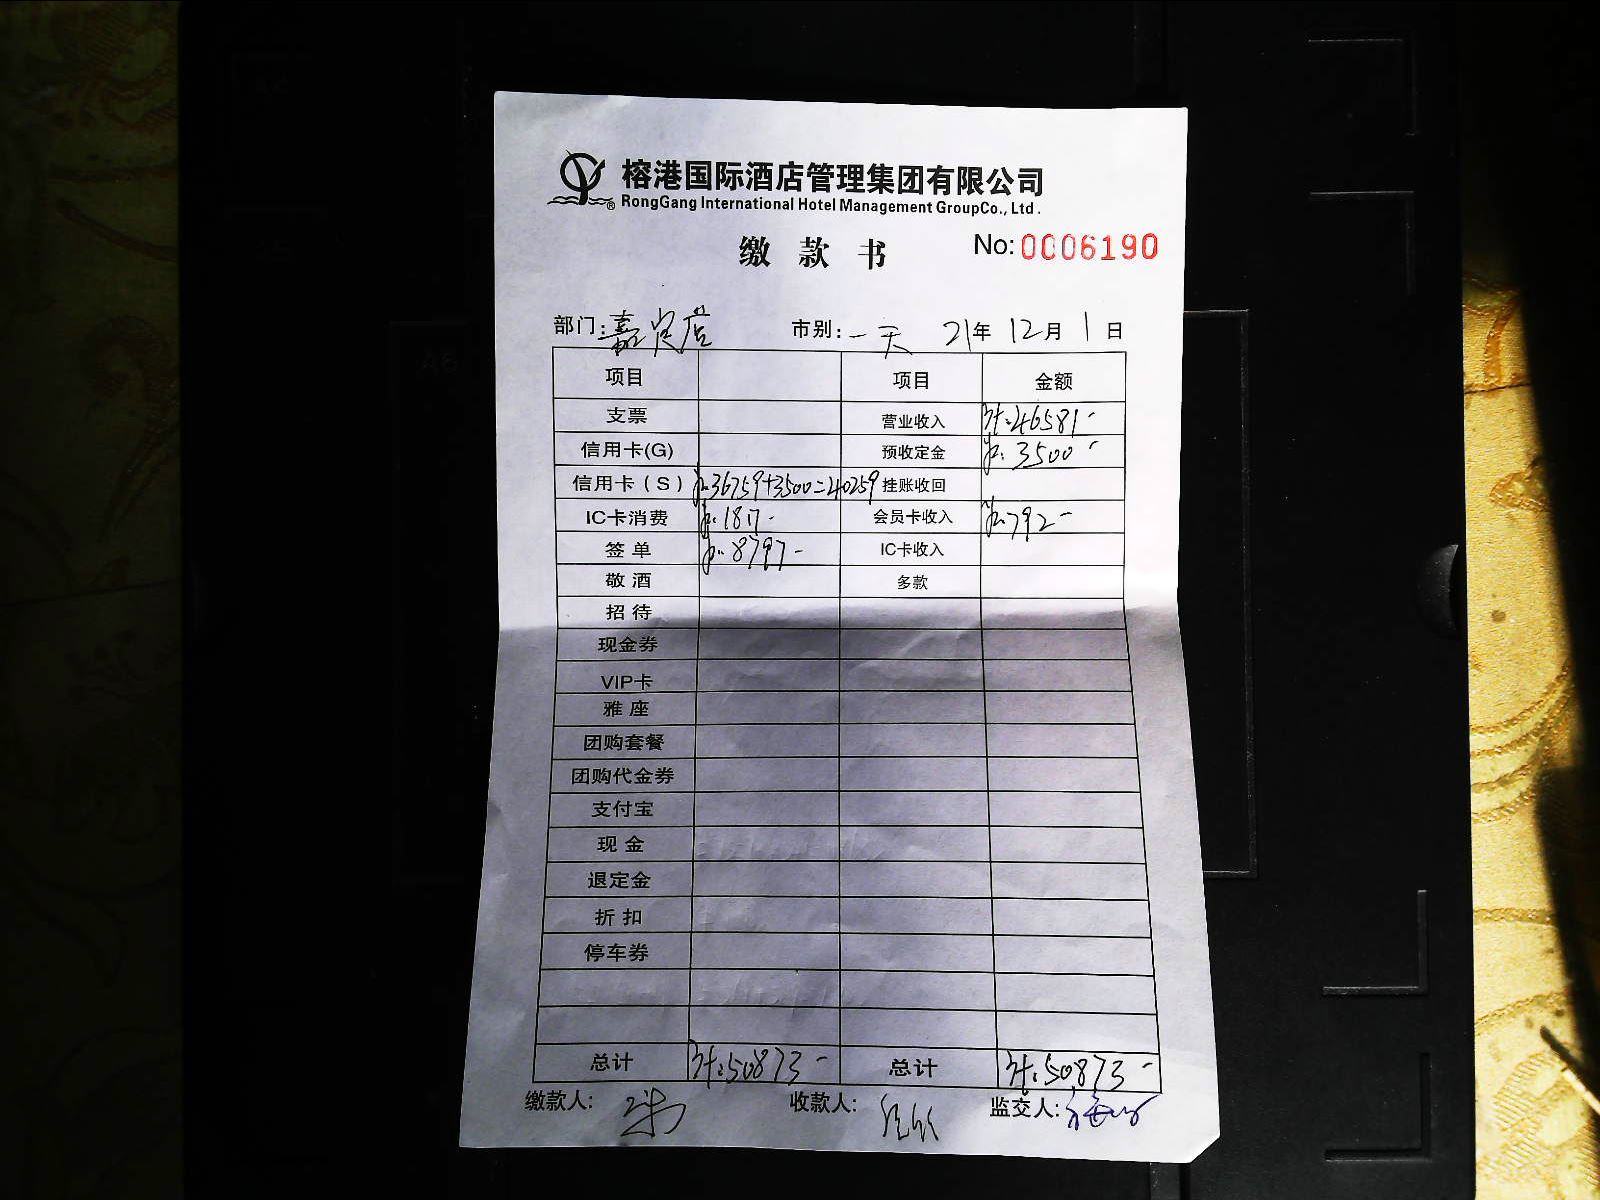 榕港国际酒店管理集团有限公司
RongGang International Hotel Management GroupCo., Ltd.
缴 款 书 No:0006190
部门: 嘉宾店 市别: 一天 21年 12月 1日
项目 项目 金额
支票 营业收入 计:46581-
信用卡(G) 预收定金 3500-
信用卡(S) 36759+3500=40259 挂账收回
IC卡消费 1817- 会员卡收入 792-
签 单 8797- IC卡收入
敬 酒 多款
招 待
现金券
VIP卡
雅 座
团购套餐
团购代金券
支付宝
现 金
退定金
折 扣
停车券
总计 计:50873- 总计 计:50873-
缴款人: 收款人: 监交人: